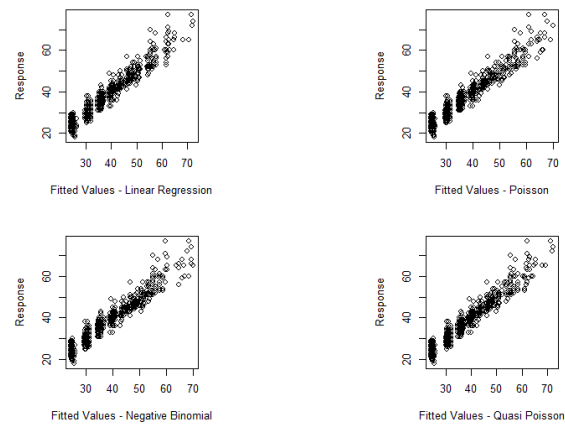 Response
60
40
20
30 40 50 60 70
Fitted Values - Linear Regression
Response
60
40
20
30 40 50 60 70
Fitted Values - Poisson
Response
60
40
20
30 40 50 60 70
Fitted Values - Negative Binomial
Response
60
40
20
30 40 50 60 70
Fitted Values - Quasi Poisson